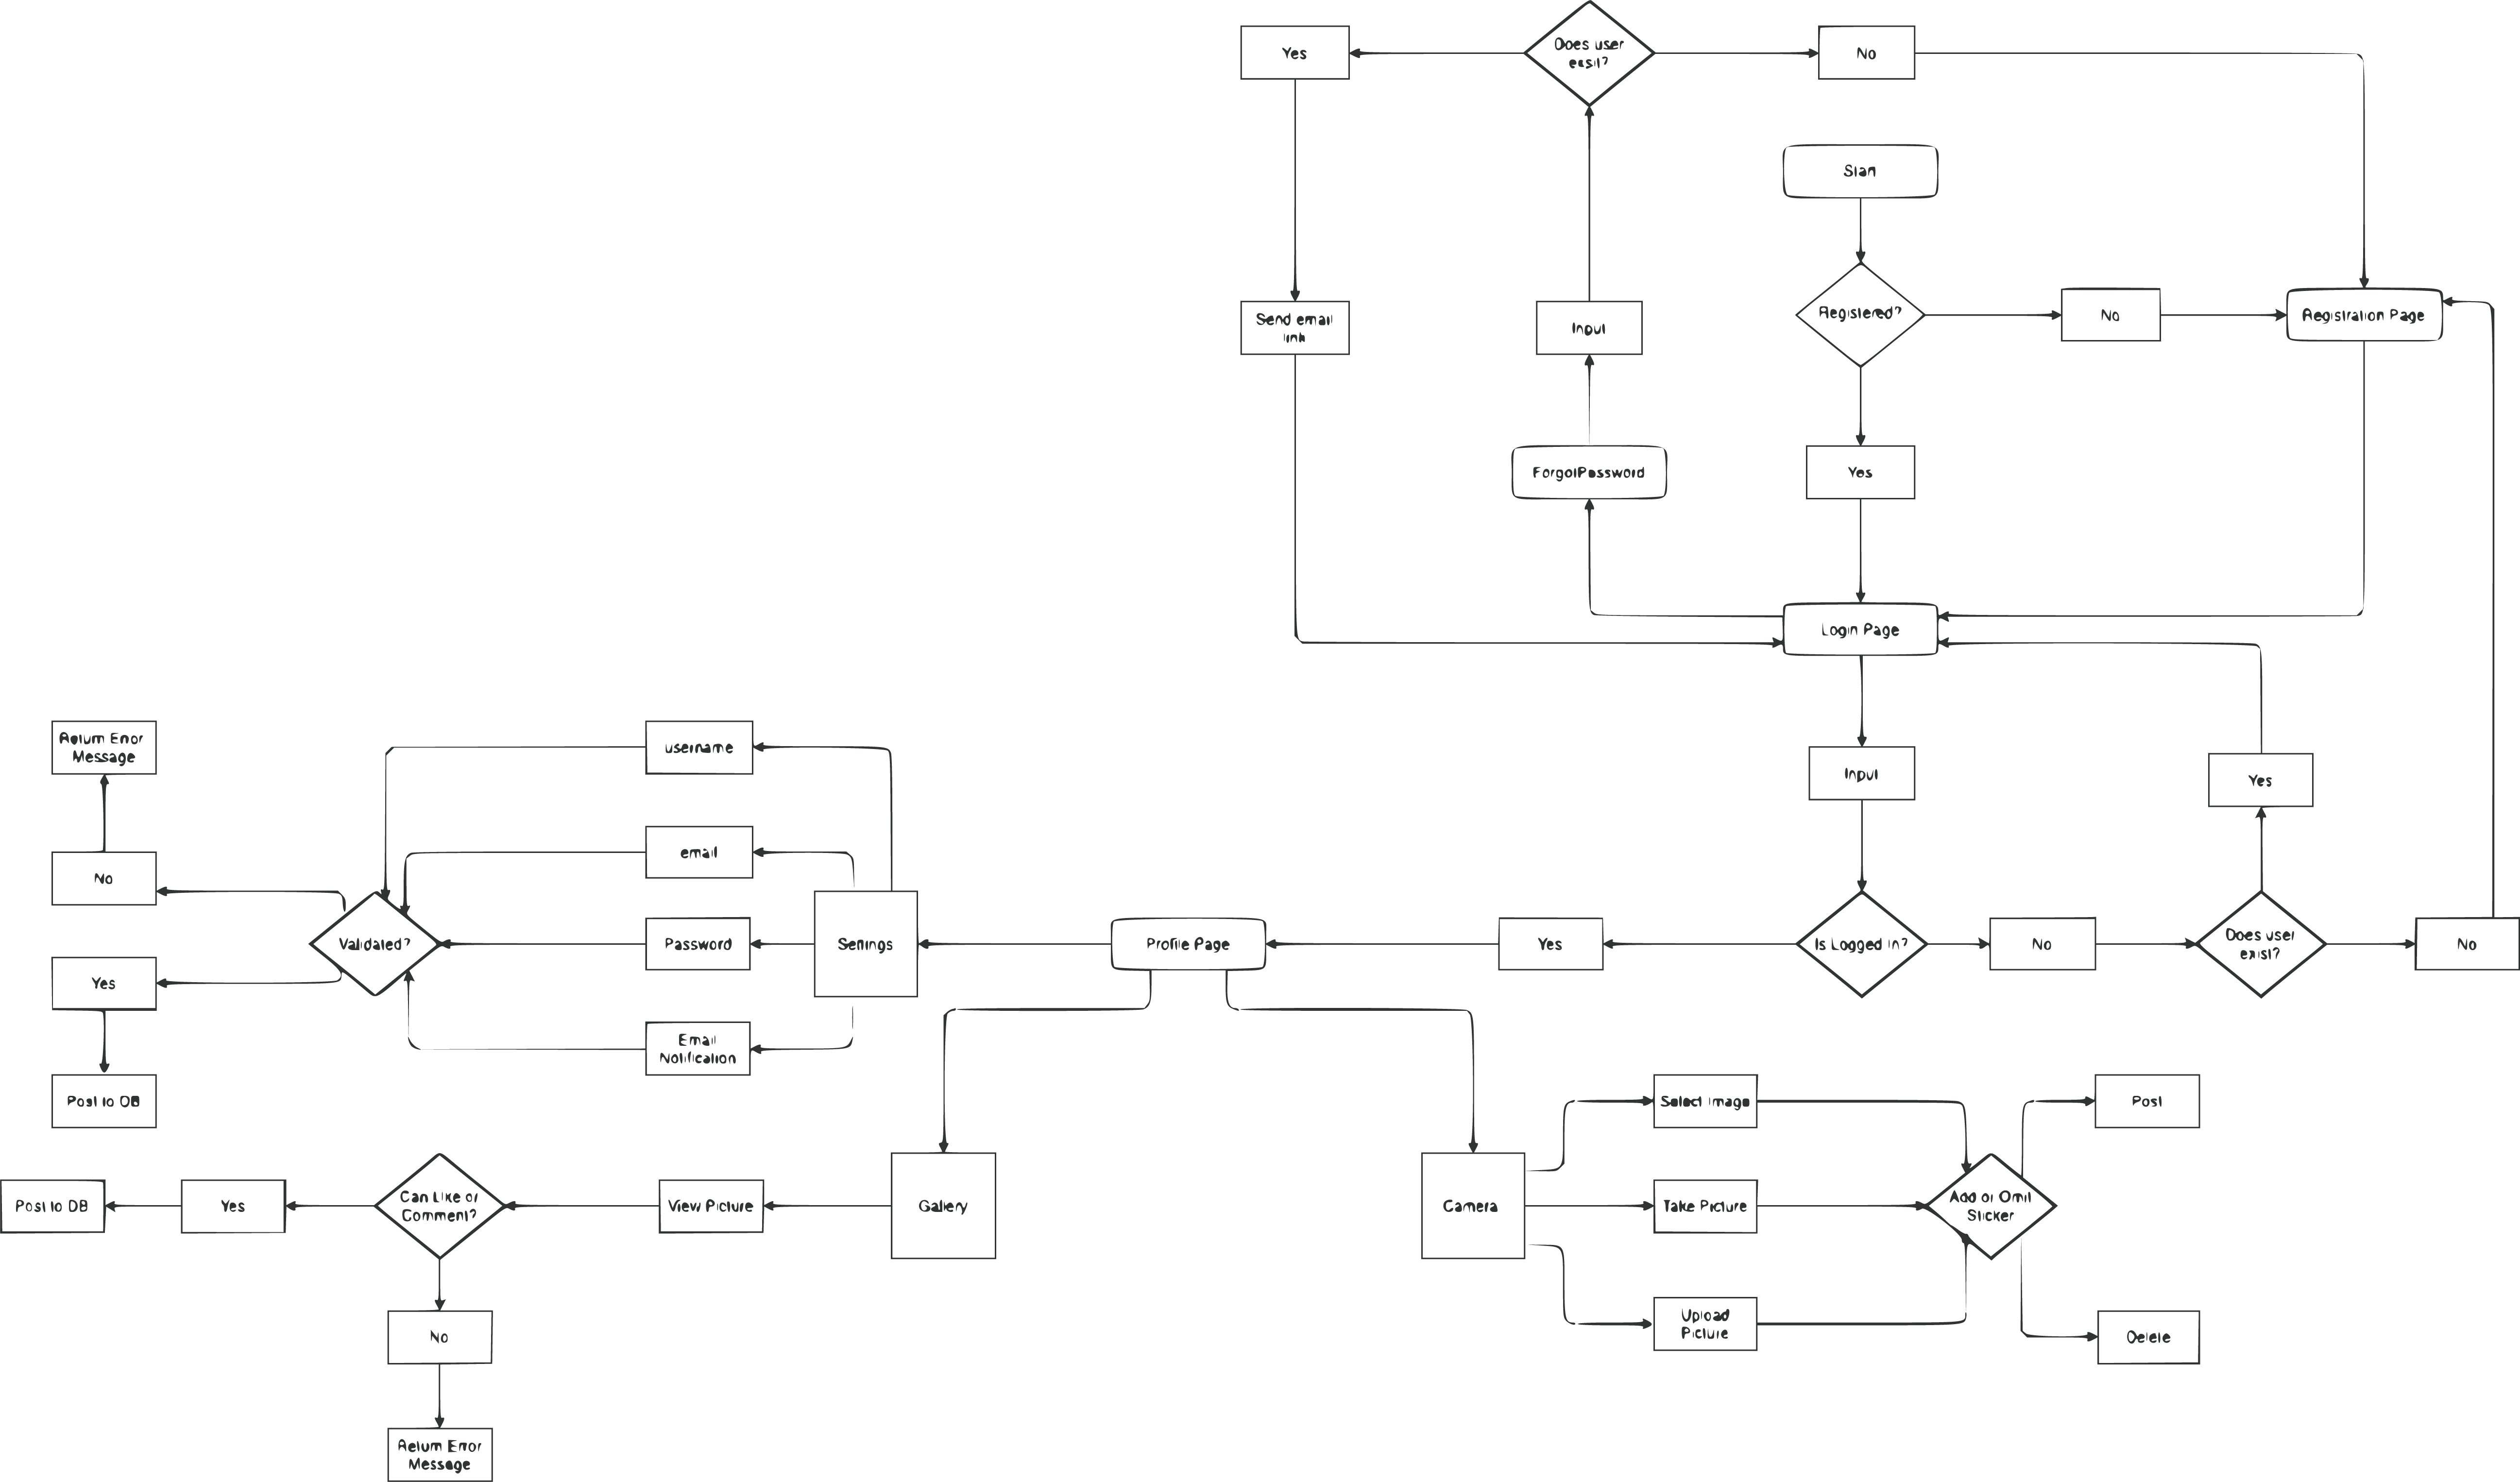 Yes
Does user
exsit?
No
Start
Registered?
No
Registration Page
Send email
link
Input
ForgotPassword
Yes
Login Page
Input
Yes
Is Logged in?
No
Does user
exist?
No
Yes
Profile Page
Settings
username
email
Password
Email
Notification
Validated?
No
Return Error
Message
Yes
Post to DB
Gallery
View Picture
Can Like or
Comment?
Yes
Post to DB
No
Return Error
Message
Camera
Select image
Take Picture
Upload
Picture
Add or Omit
Sticker
Post
Delete